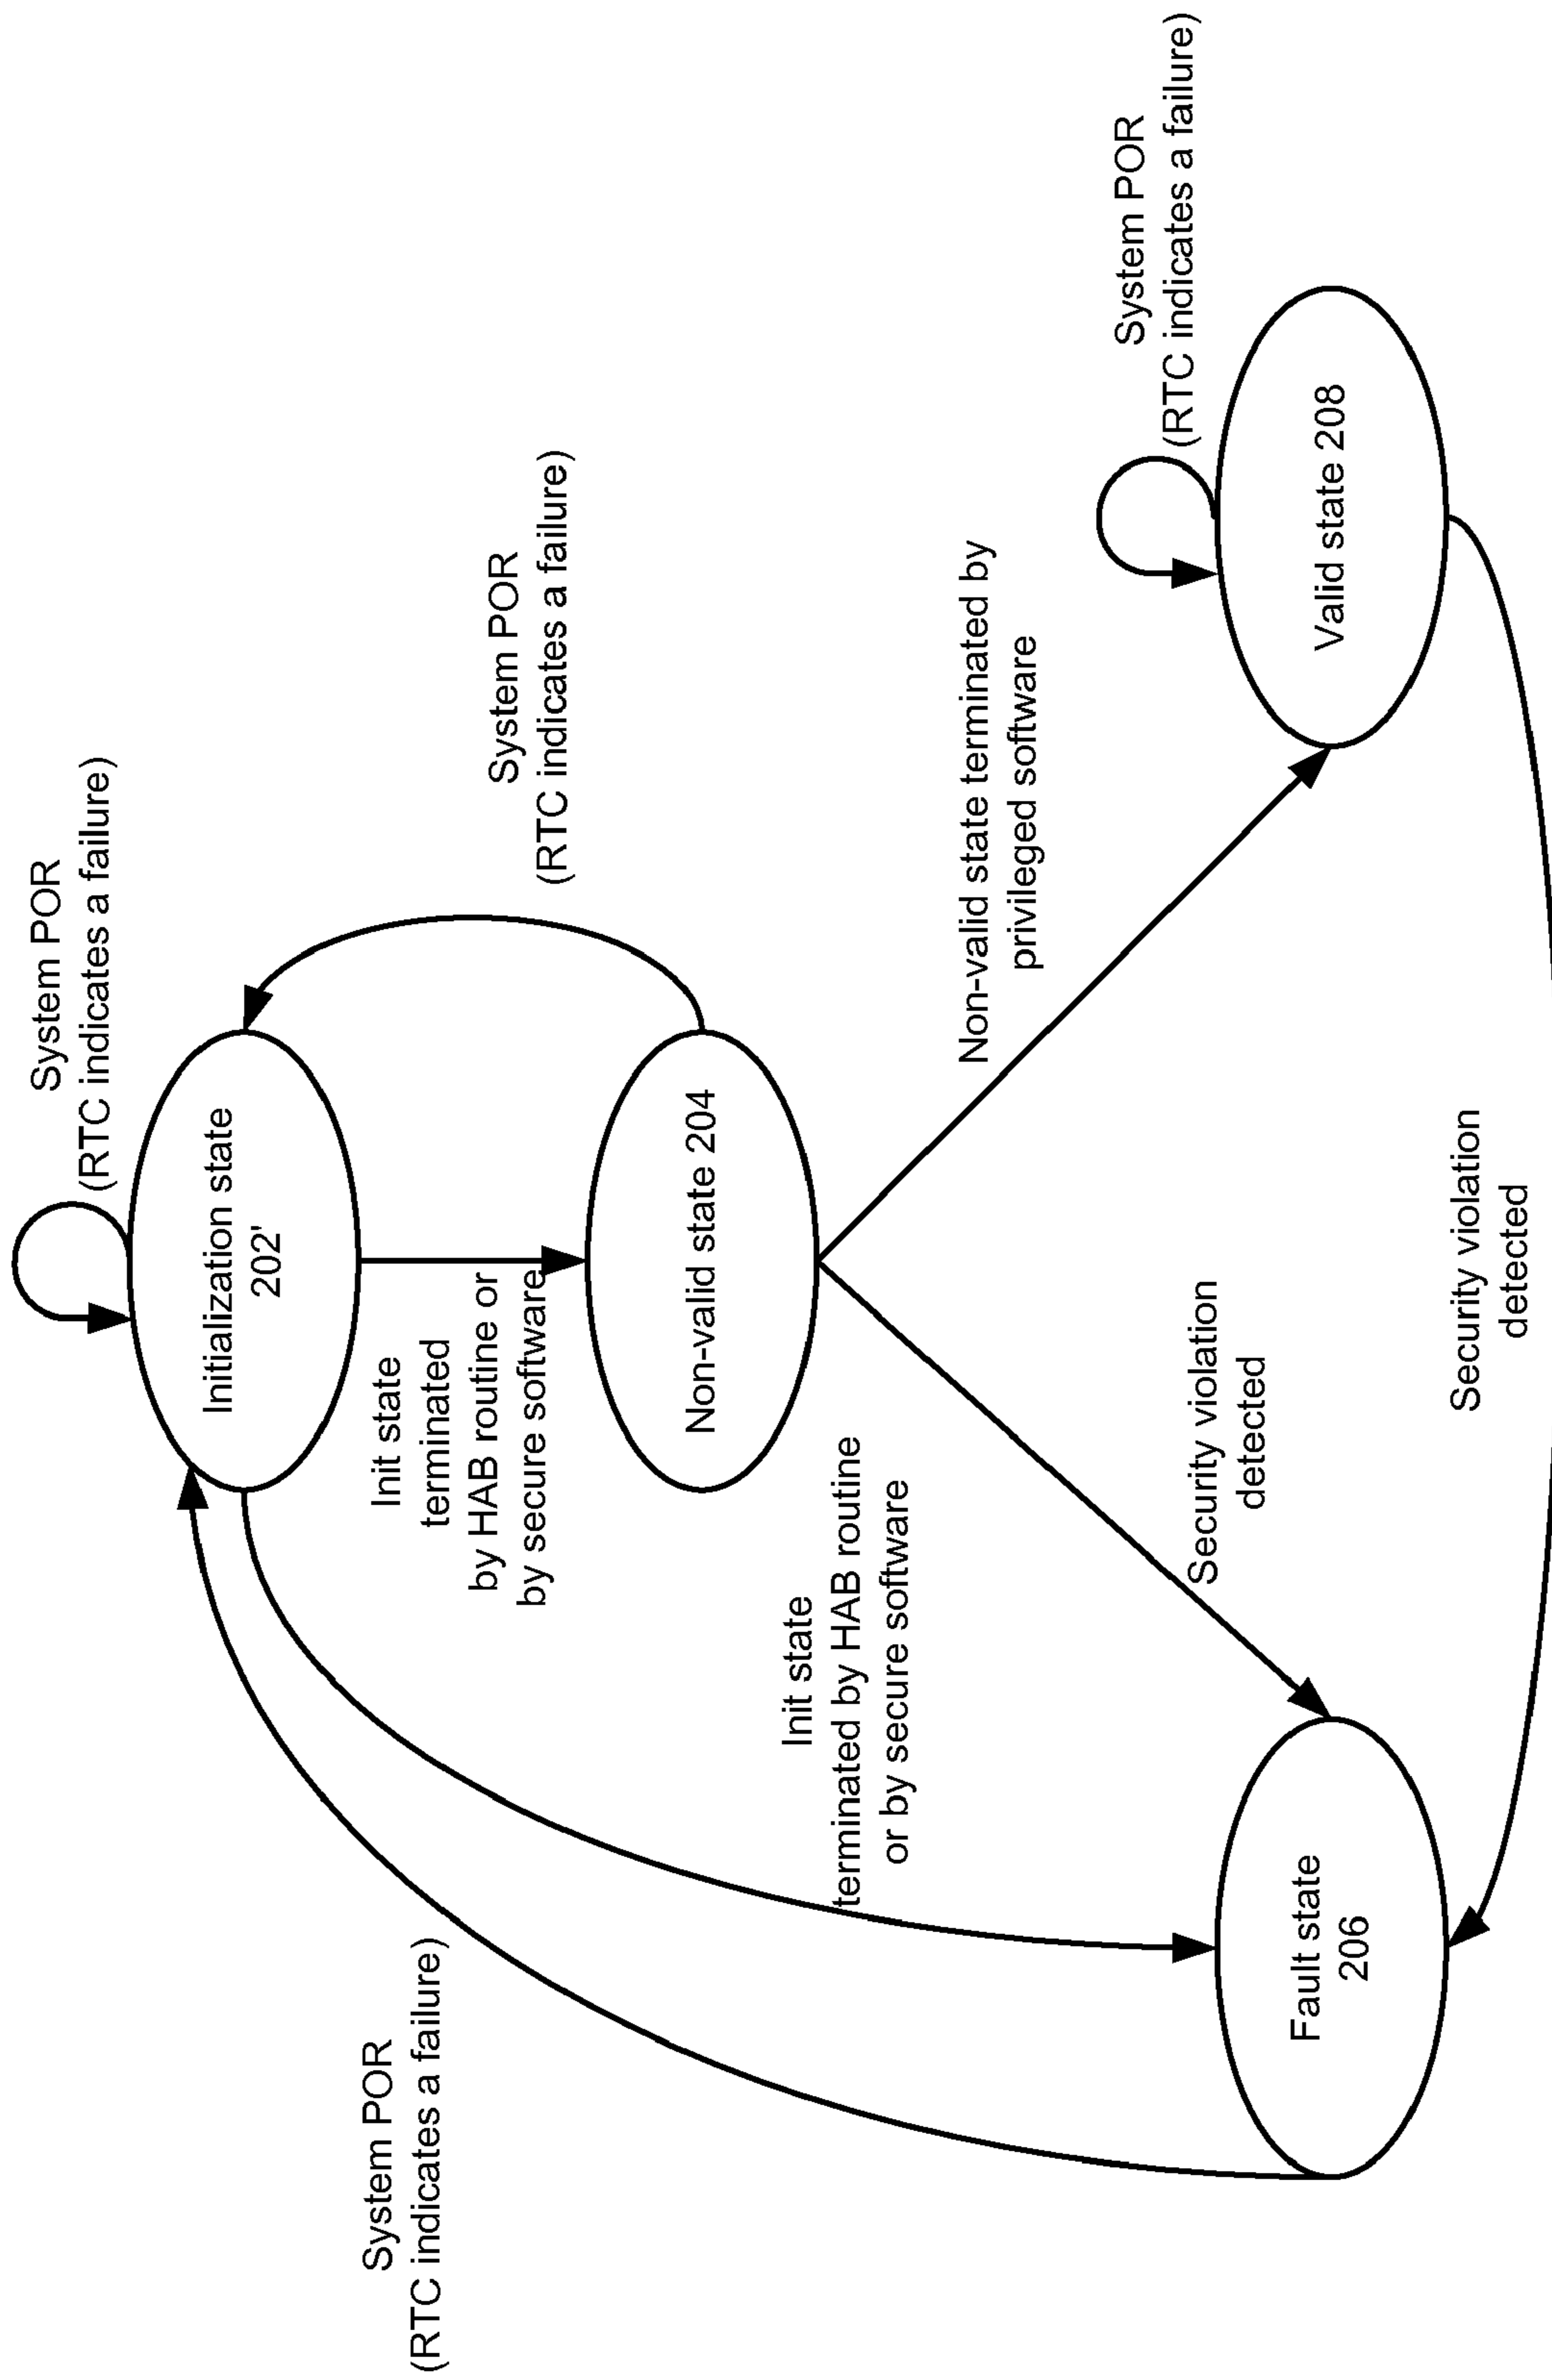 System POR
(RTC indicates a failure)
Initialization state
202'
System POR
(RTC indicates a failure)
Init state
terminated
by HAB routine or
by secure software
System POR
(RTC indicates a failure)
Non-valid state 204
Init state
terminated by HAB routine
or by secure software
Non-valid state terminated by
privileged software
System POR
(RTC indicates a failure)
Security violation
detected
Fault state
206
Valid state 208
Security violation
detected